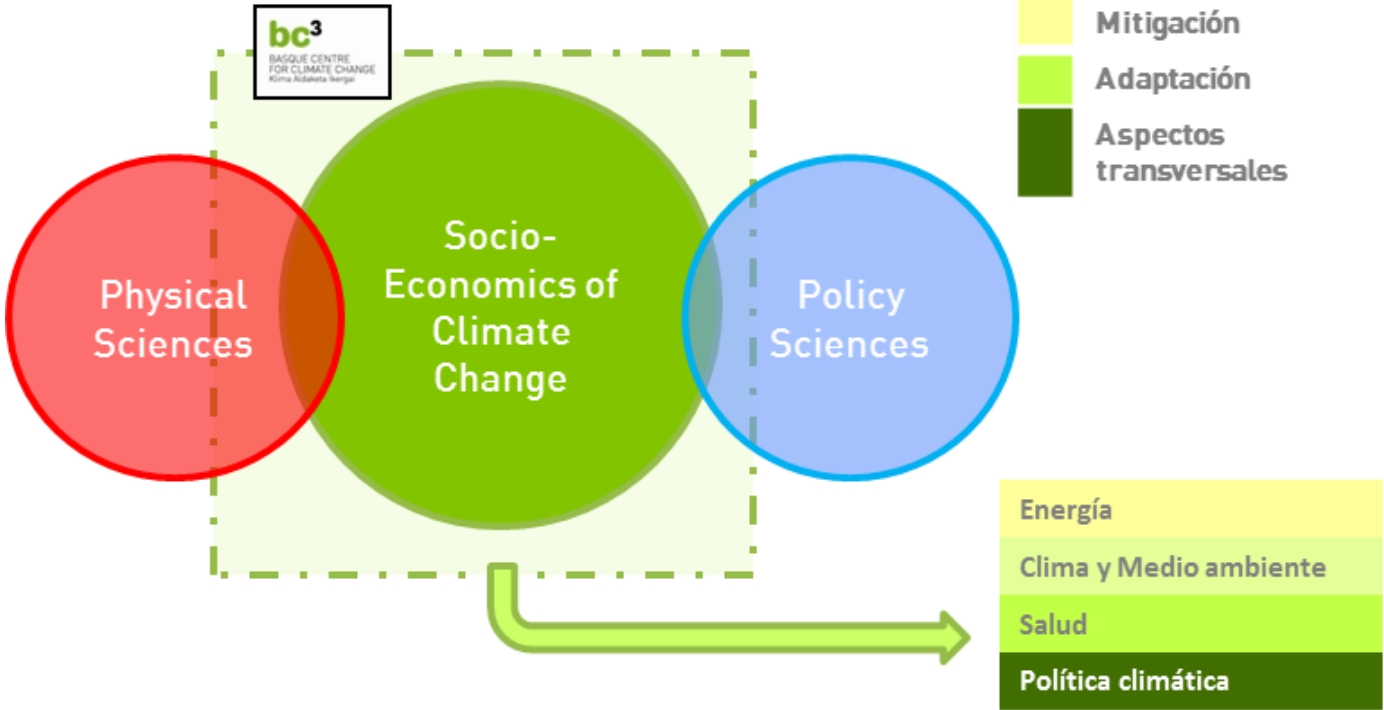 bc³
BASQUE CENTRE
FOR CLIMATE CHANGE
Klima Aldaketa Ikergai
Mitigación
Adaptación
Aspectos
transversales
Physical
Sciences
Socio-
Economics of
Climate
Change
Policy
Sciences
Energía
Clima y Medio ambiente
Salud
Política climática